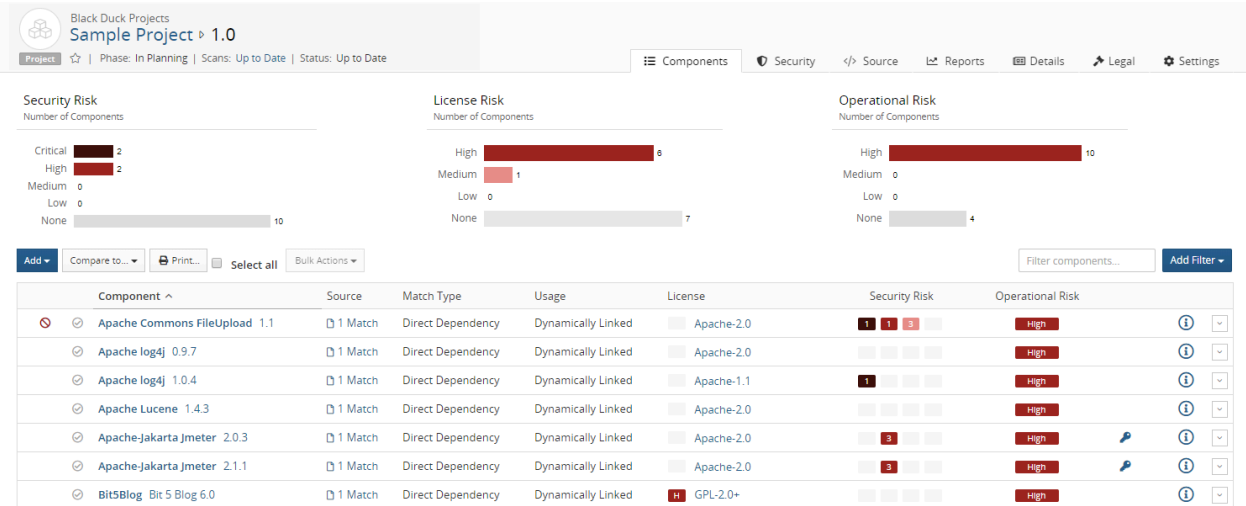 Black Duck Projects
Sample Project 1.0
Project | Phase: In Planning | Scans: Up to Date | Status: Up to Date
Components Security Source Reports Details Legal Settings
Security Risk License Risk Operational Risk
Number of Components Number of Components Number of Components
Critical 2
High 2
Medium 0
Low 0
None 10
High 6
Medium 1
Low 0
None 7
High 10
Medium 0
Low 0
None 4
Add Compare to... Print... Select all Bulk Actions Filter components... Add Filter
Component Source Match Type Usage License Security Risk Operational Risk
Apache Commons FileUpload 1.1 1 Match Direct Dependency Dynamically Linked Apache-2.0 1 1 3 High
Apache log4j 0.9.7 1 Match Direct Dependency Dynamically Linked Apache-2.0 High
Apache log4j 1.0.4 1 Match Direct Dependency Dynamically Linked Apache-1.1 1 High
Apache Lucene 1.4.3 1 Match Direct Dependency Dynamically Linked Apache-2.0 High
Apache-Jakarta Jmeter 2.0.3 1 Match Direct Dependency Dynamically Linked Apache-2.0 3 High
Apache-Jakarta Jmeter 2.1.1 1 Match Direct Dependency Dynamically Linked Apache-2.0 3 High
Bit5Blog Bit 5 Blog 6.0 1 Match Direct Dependency Dynamically Linked H GPL-2.0+ High